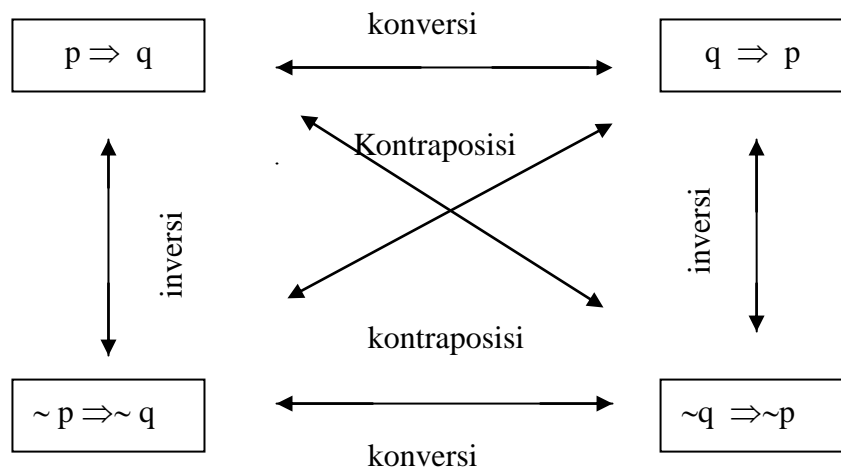 konversi
p ⇒ q
q ⇒ p
Kontraposisi
inversi
inversi
kontraposisi
~ p ⇒~ q
~q ⇒~p
konversi